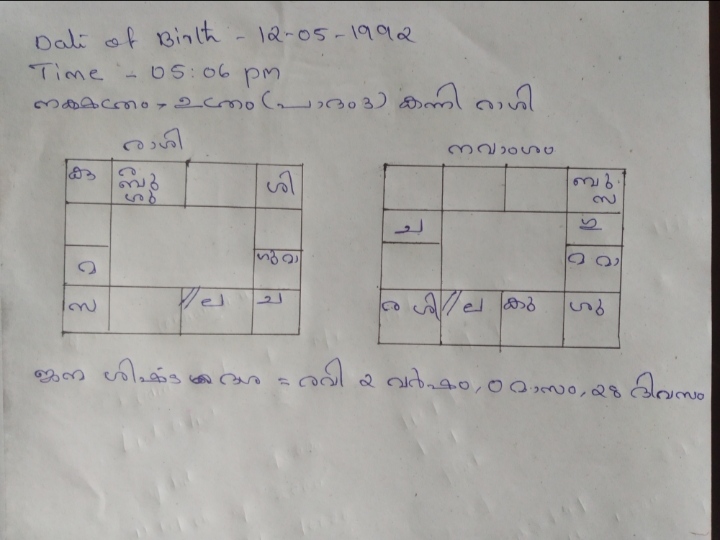 Date of Birth - 12-05-1992
Time - 05:06 pm
നക്ഷത്രം - ഉത്രം (പാദം 3) കന്നി രാശി
രാശി
കു
ര
ബു
ശു
ശി
മ
ഗു വാ
സ
//ല
ച
നവാംശം
ബു
സ
ച
മ വാ
ര ശി
//ല
കു
ശു
ജനന ശിഷ്ട ദശ = രവി 2 വർഷം, 0 മാസം, 28 ദിവസം